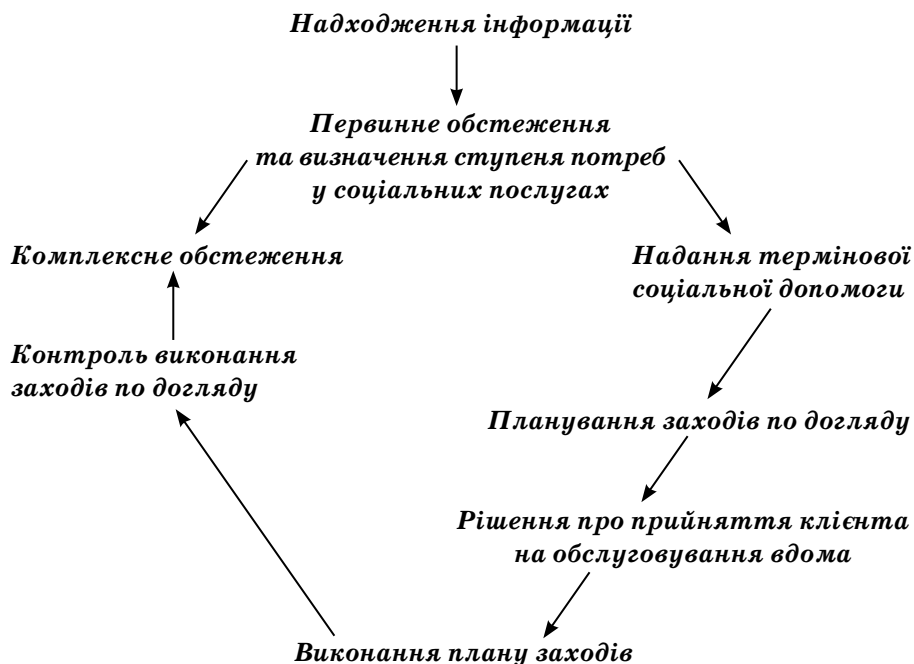 Надходження інформації
Первинне обстеження
та визначення ступеня потреб
у соціальних послугах
Комплексне обстеження
Надання термінової
соціальної допомоги
Контроль виконання
заходів по догляду
Планування заходів по догляду
Рішення про прийняття клієнта
на обслуговування вдома
Виконання плану заходів